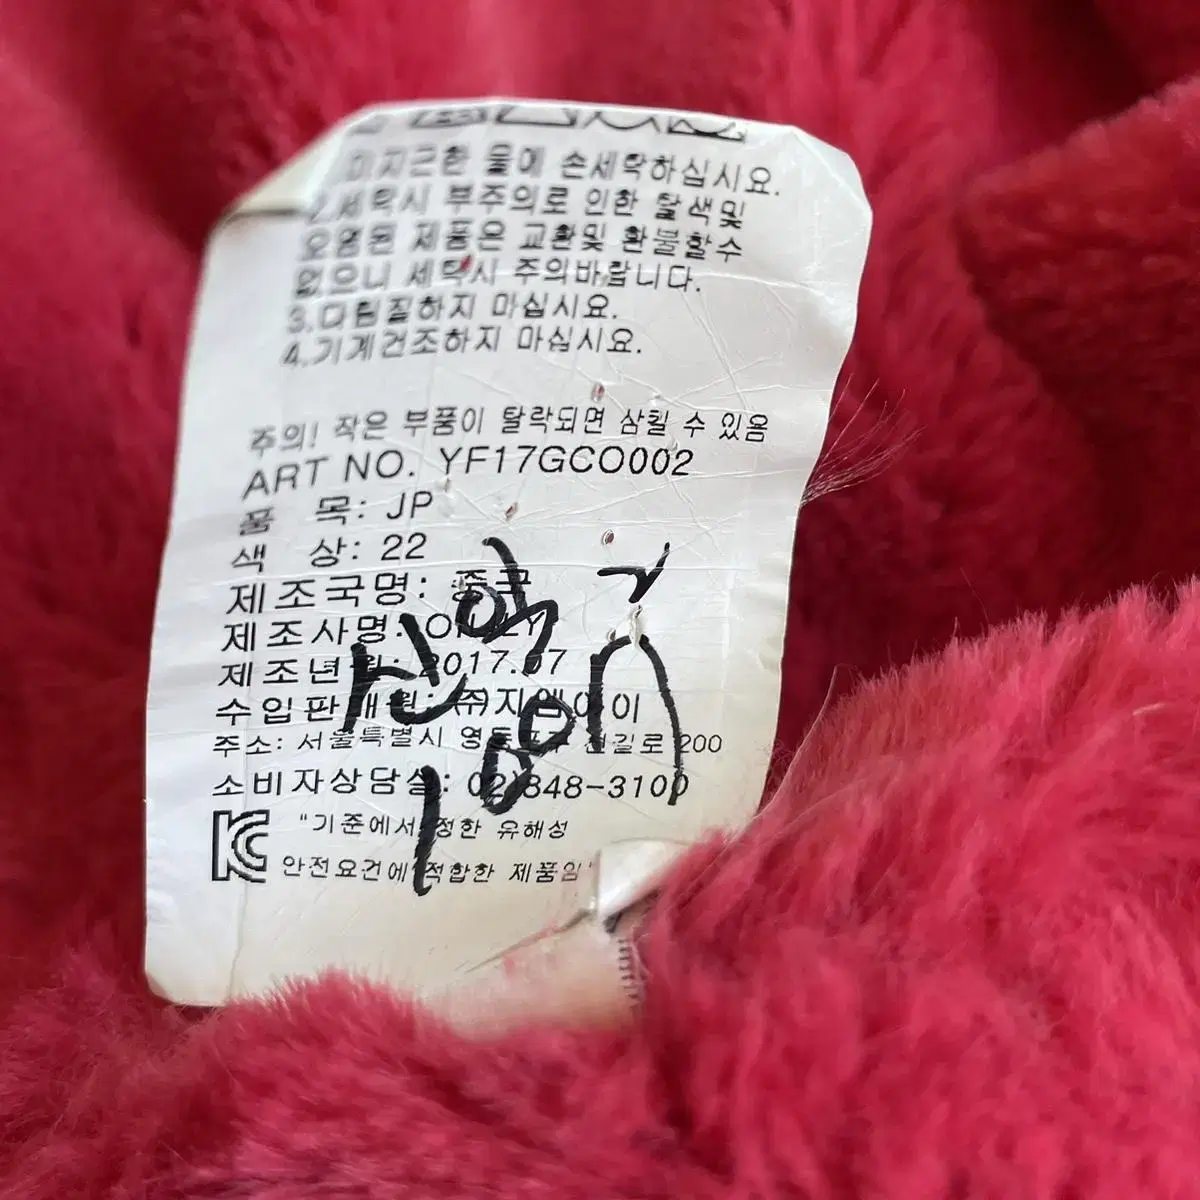 미지근한 물에 손세탁하십시요.
2.세탁시 부주의로 인한 탈색및
오염된 제품은 교환및 환불할수
없으니 세탁시 주의바랍니다.
3.다림질하지 마십시요.
4.기계건조하지 마십시요.
주의! 작은 부품이 탈락되면 삼킬 수 있음
ART NO. YF17GCO002
품 목: JP
색 상: 22
제조국명: 중국
제조사명:
제조년월: 2017.07
수입판매원: (주)지엠아이
주소: 서울특별시 영등포구 200
소비자상담실: 02)848-3100
KC "기준에서 정한 유해성
안전요건에 적합한 제품임"
100